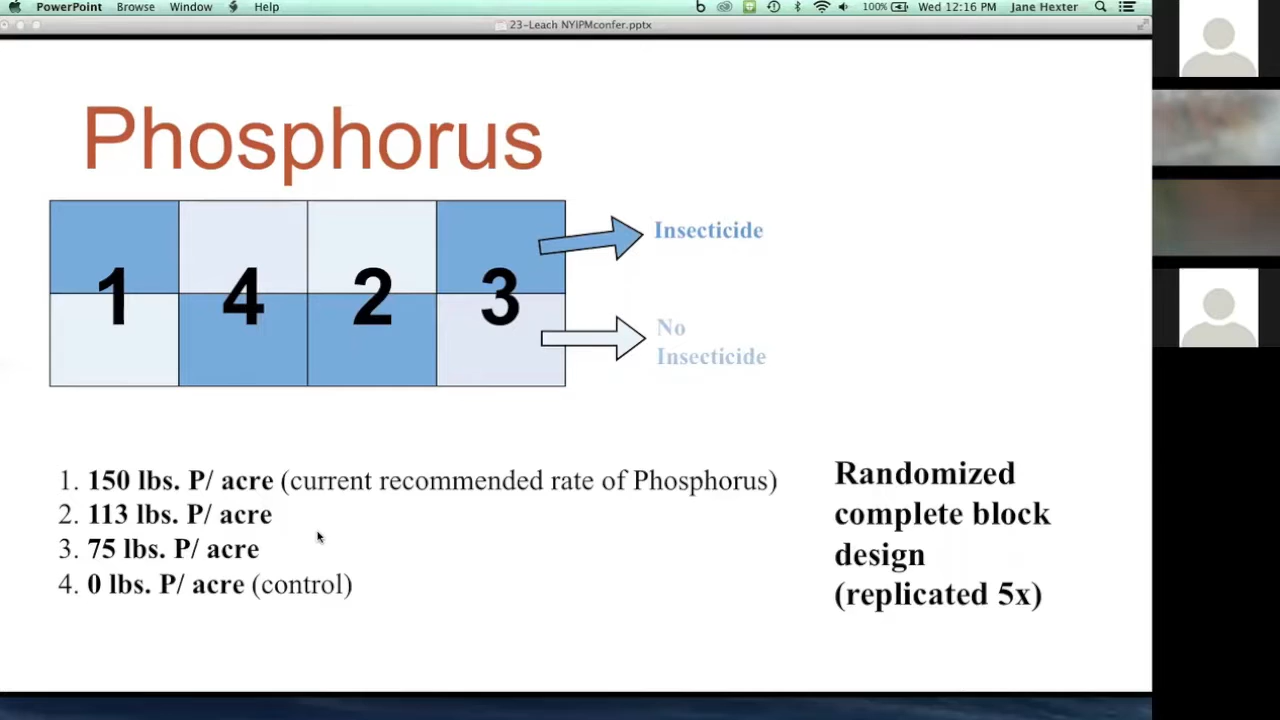 PowerPoint Browse Window Help 100% Wed 12:16 PM Jane Hexter
23-Leach NYIPMconfer.pptx
Phosphorus
1 4 2 3
Insecticide
No
Insecticide
1. 150 lbs. P/ acre (current recommended rate of Phosphorus)
2. 113 lbs. P/ acre
3. 75 lbs. P/ acre
4. 0 lbs. P/ acre (control)
Randomized
complete block
design
(replicated 5x)